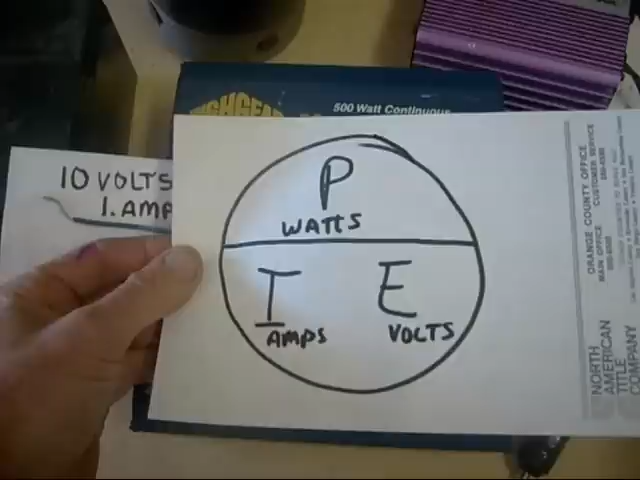 HIGHGEAR
500 Watt Continuous
10 VOLTS
1. AMP
P
WATTS
I
AMPS
E
VOLTS
ORANGE COUNTY OFFICE
MAIN OFFICE
CUSTOMER SERVICE
NORTH
AMERICAN
TITLE
COMPANY